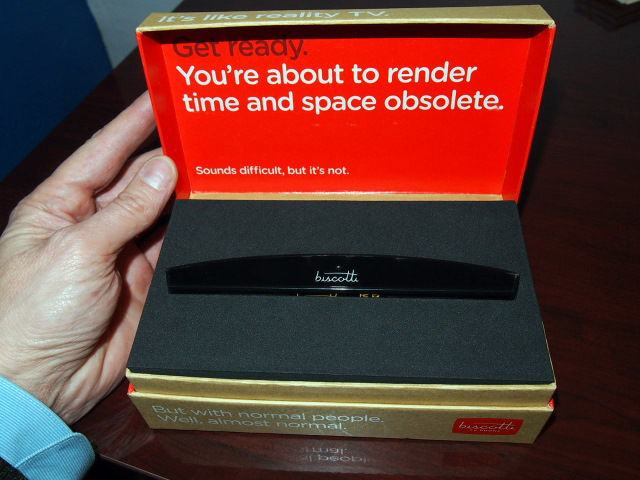 It's like reality TV.
Get ready.
You're about to render
time and space obsolete.
Sounds difficult, but it's not.
biscotti
But with normal people.
Well, almost normal.
biscotti